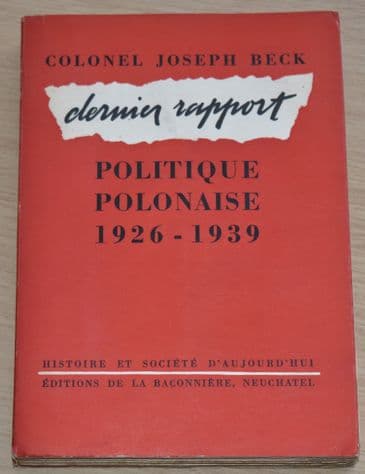 COLONEL JOSEPH BECK
dernier rapport
POLITIQUE
POLONAISE
1926 - 1939
HISTOIRE ET SOCIÉTÉ D'AUJOURD'HUI
ÉDITIONS DE LA BACONNIÈRE, NEUCHATEL